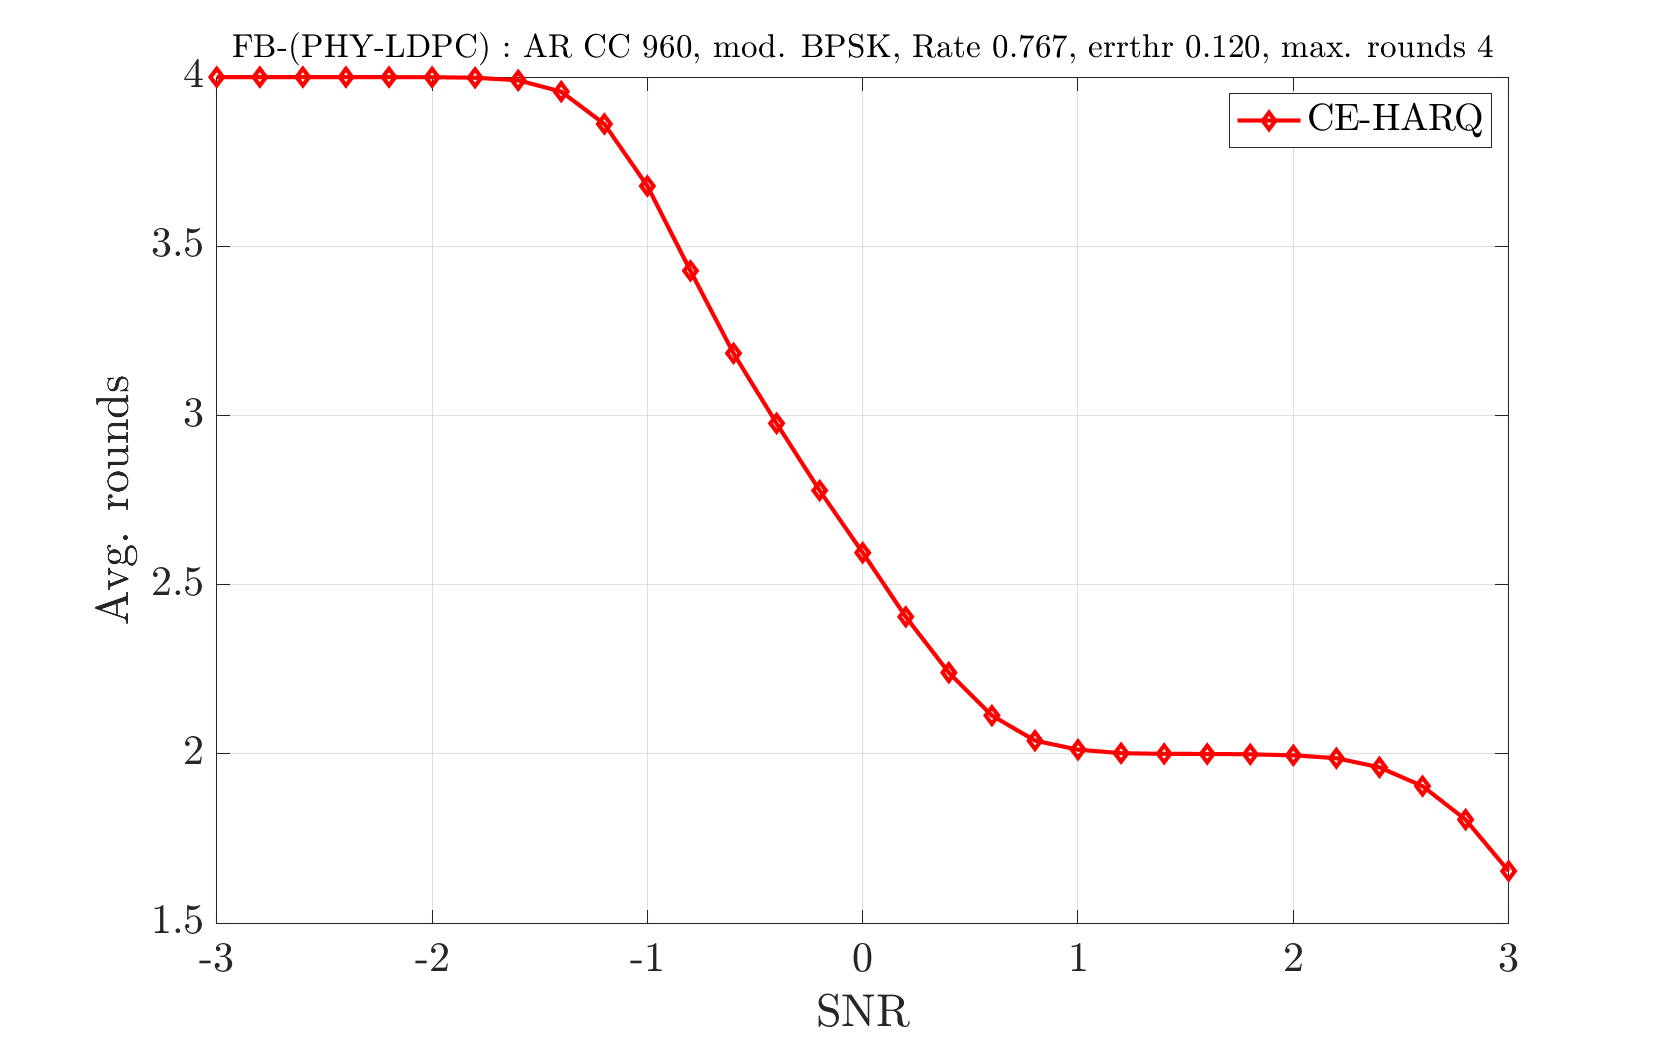 FB-(PHY-LDPC) : AR CC 960, mod. BPSK, Rate 0.767, errthr 0.120, max. rounds 4
CE-HARQ
4
3.5
3
2.5
2
1.5
Avg. rounds
-3 -2 -1 0 1 2 3
SNR